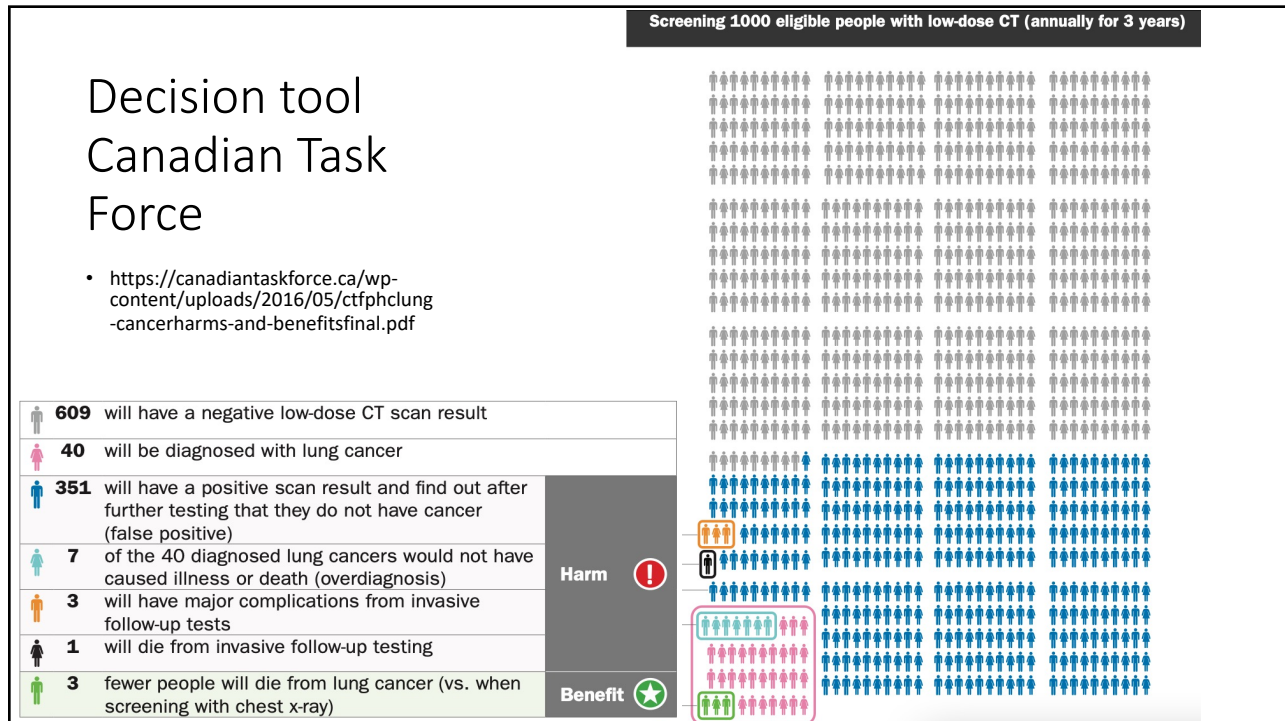 Screening 1000 eligible people with low-dose CT (annually for 3 years)
Decision tool
Canadian Task
Force
• https://canadiantaskforce.ca/wp-
content/uploads/2016/05/ctfphclung
-cancerharms-and-benefitsfinal.pdf
609 will have a negative low-dose CT scan result
40 will be diagnosed with lung cancer
351 will have a positive scan result and find out after
further testing that they do not have cancer
(false positive)
7 of the 40 diagnosed lung cancers would not have
caused illness or death (overdiagnosis)
Harm
3 will have major complications from invasive
follow-up tests
1 will die from invasive follow-up testing
3 fewer people will die from lung cancer (vs. when
screening with chest x-ray)
Benefit